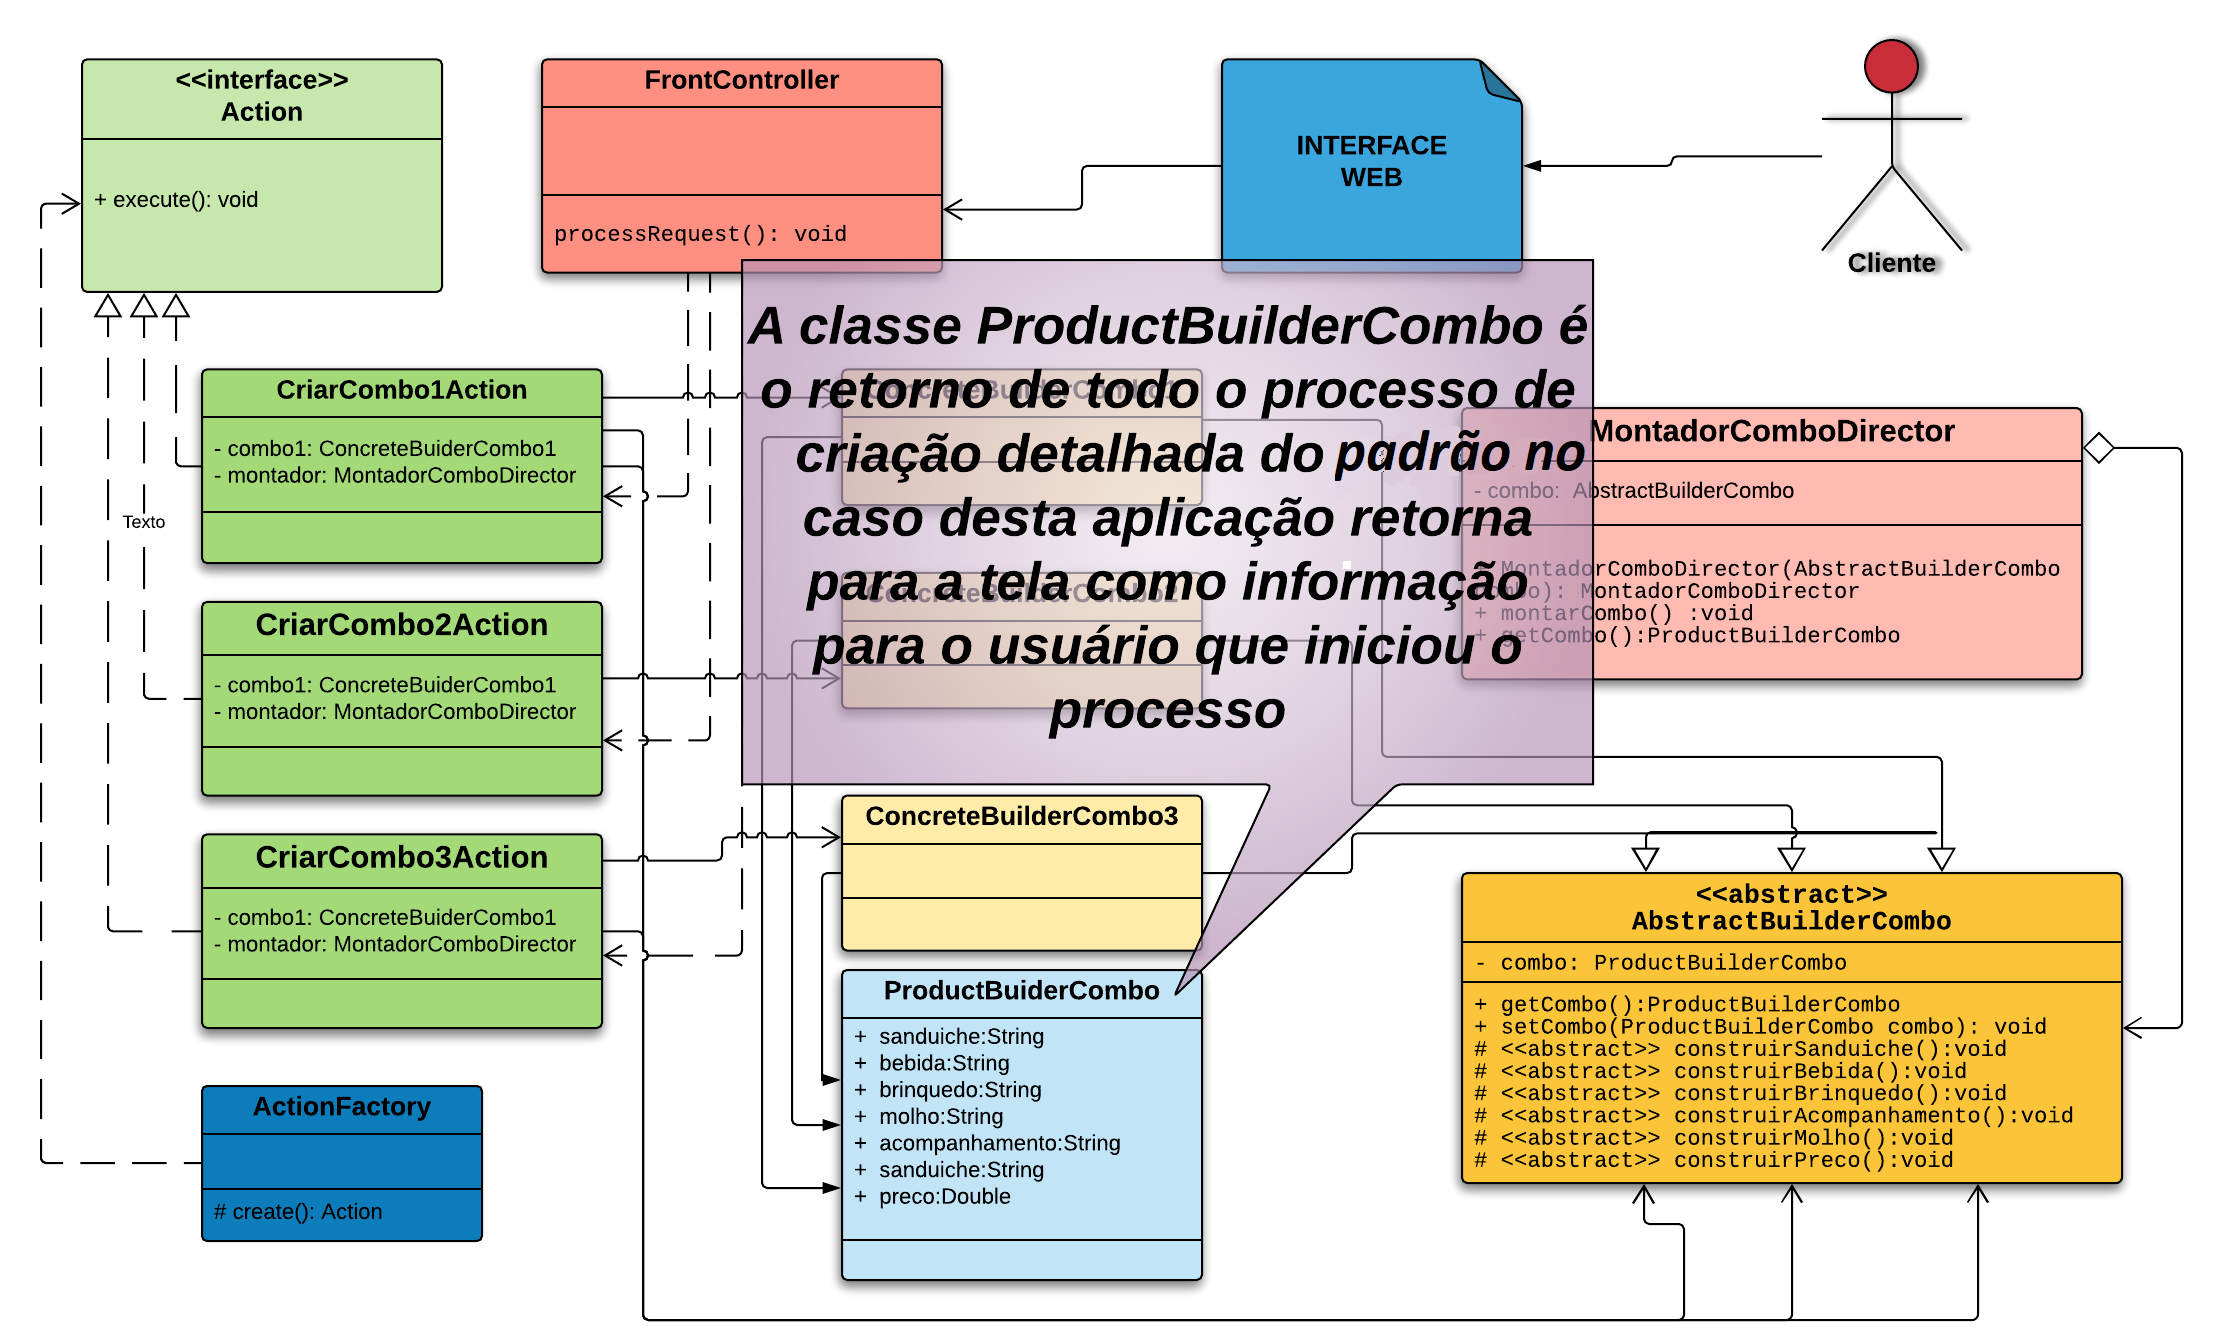 <<interface>>
Action
+ execute(): void
FrontController
processRequest(): void
INTERFACE
WEB
Cliente
A classe ProductBuilderCombo é
o retorno de todo o processo de
criação detalhada do padrão no
caso desta aplicação retorna
para a tela como informação
para o usuário que iniciou o
processo
CriarCombo1Action
- combo1: ConcreteBuiderCombo1
- montador: MontadorComboDirector
Texto
CriarCombo2Action
- combo1: ConcreteBuiderCombo1
- montador: MontadorComboDirector
CriarCombo3Action
- combo1: ConcreteBuiderCombo1
- montador: MontadorComboDirector
ActionFactory
# create(): Action
ConcreteBuilderCombo1
ConcreteBuilderCombo2
ConcreteBuilderCombo3
ProductBuiderCombo
+ sanduiche:String
+ bebida:String
+ brinquedo:String
+ molho:String
+ acompanhamento:String
+ sanduiche:String
+ preco:Double
MontadorComboDirector
- combo: AbstractBuilderCombo
MontadorComboDirector(AbstractBuilderCombo
combo): MontadorComboDirector
+ montarCombo() :void
+ getCombo():ProductBuilderCombo
<<abstract>>
AbstractBuilderCombo
- combo: ProductBuilderCombo
+ getCombo():ProductBuilderCombo
+ setCombo(ProductBuilderCombo combo): void
# <<abstract>> construirSanduiche():void
# <<abstract>> construirBebida():void
# <<abstract>> construirBrinquedo():void
# <<abstract>> construirAcompanhamento():void
# <<abstract>> construirMolho():void
# <<abstract>> construirPreco():void